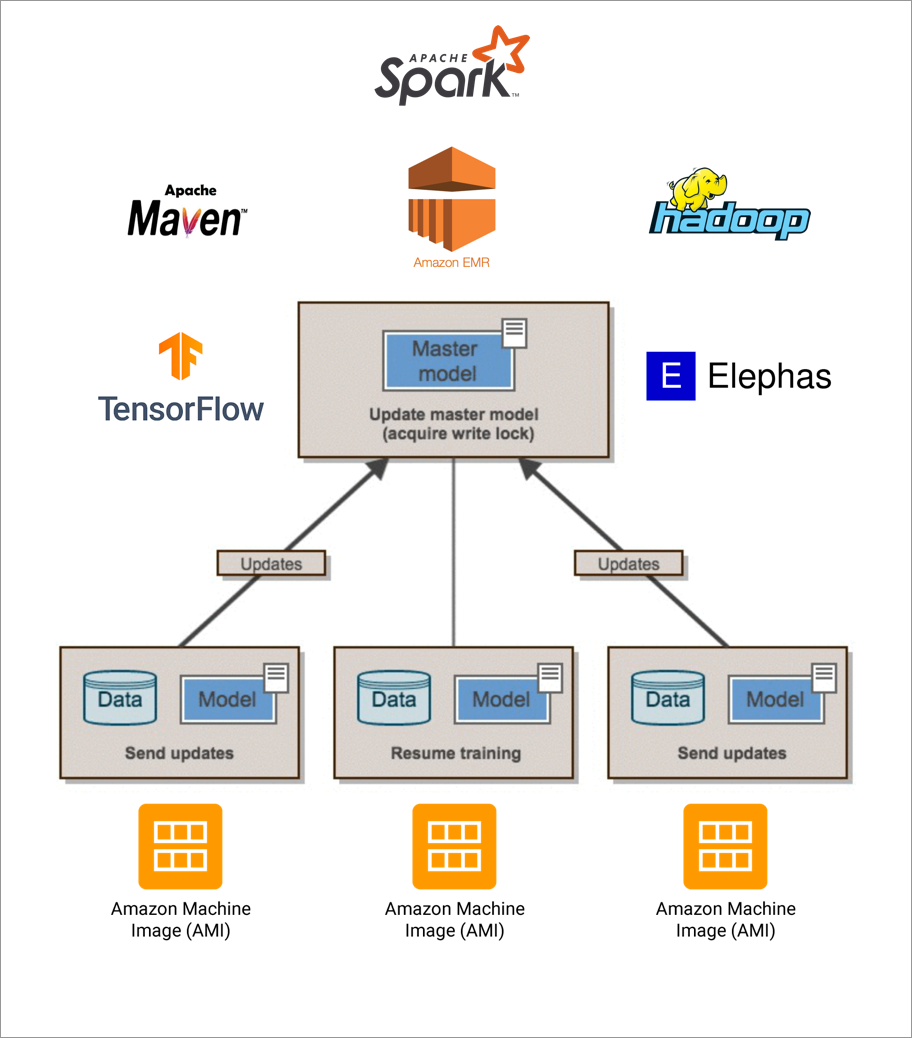 APACHE
Spark™
Apache
Maven™
Amazon EMR
hadoop
TensorFlow
Master
model
Update master model
(acquire write lock)
E Elephas
Updates
Updates
Data
Model
Send updates
Data
Model
Resume training
Data
Model
Send updates
Amazon Machine
Image (AMI)
Amazon Machine
Image (AMI)
Amazon Machine
Image (AMI)